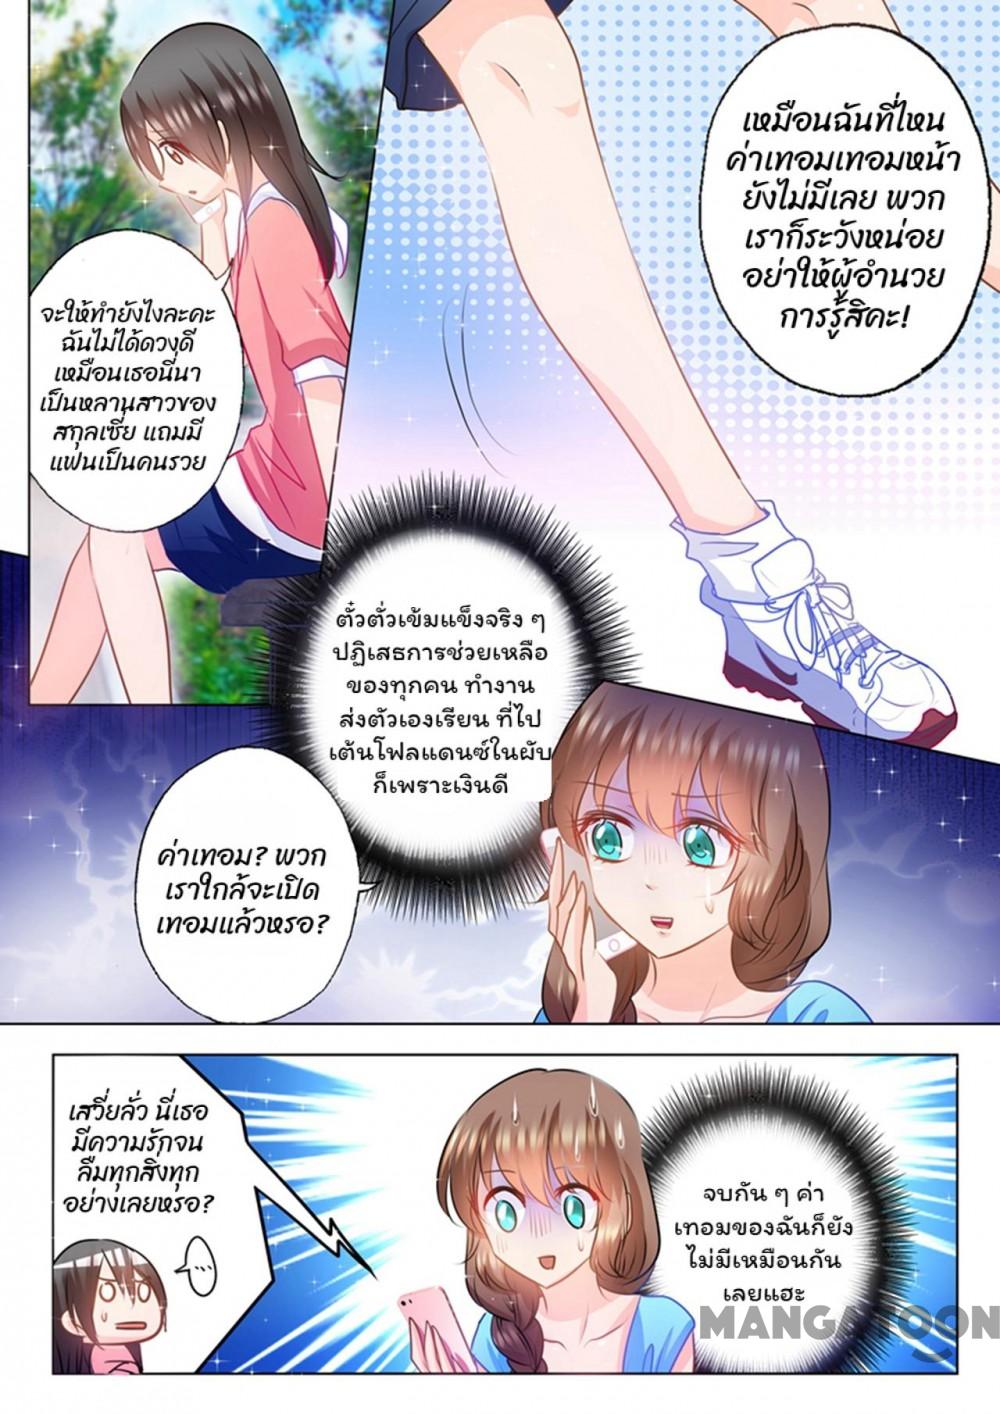 เหมือนฉันที่ไหน
ค่าเทอมเทอมหน้า
ยังไม่มีเลย พวก
เราก็ระวังหน่อย
อย่าให้ผู้อำนวย
การรู้สิคะ!
จะให้ทำยังไงละคะ
ฉันไม่ได้ดวงดี
เหมือนเธอนี่นา
เป็นหลานสาวของ
สกุลเซี่ย แถมมี
แฟนเป็นคนรวย
ตั๋วตั่วเข้มแข็งจริง ๆ
ปฏิเสธการช่วยเหลือ
ของทุกคน ทำงาน
ส่งตัวเองเรียน ที่ไป
เต้นโฟลแดนซ์ในผับ
ก็เพราะเงินดี
ค่าเทอม? พวก
เราใกล้จะเปิด
เทอมแล้วหรอ?
เสวี่ยลั่ว นี่เธอ
มีความรักจน
ลืมทุกสิ่งทุก
อย่างเลยหรอ?
...
จบกัน ๆ ค่า
เทอมของฉันก็ยัง
ไม่มีเหมือนกัน
เลยแฮะ
MANGATOON